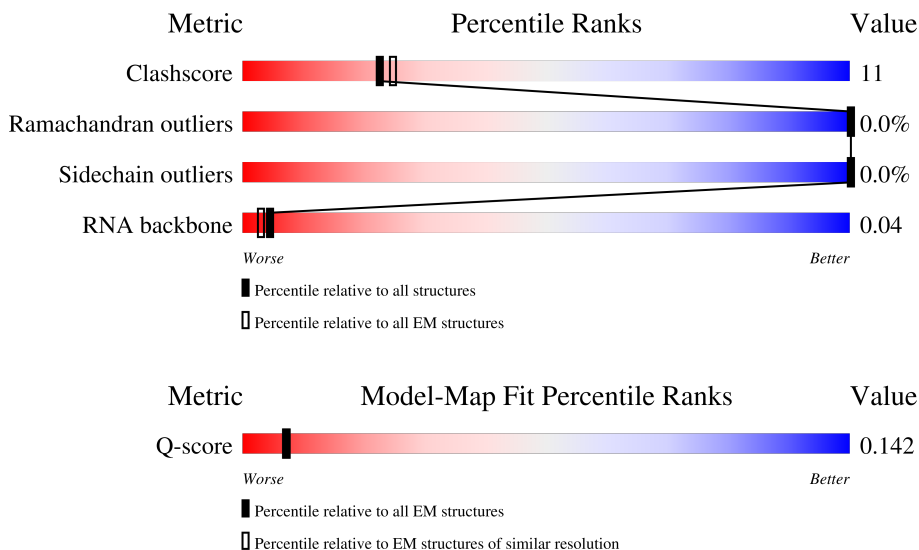 Metric Percentile Ranks Value
Clashscore 11
Ramachandran outliers 0.0%
Sidechain outliers 0.0%
RNA backbone 0.04
Worse Better
Percentile relative to all structures
Percentile relative to all EM structures
Metric Model-Map Fit Percentile Ranks Value
Q-score 0.142
Worse Better
Percentile relative to all EM structures
Percentile relative to EM structures of similar resolution